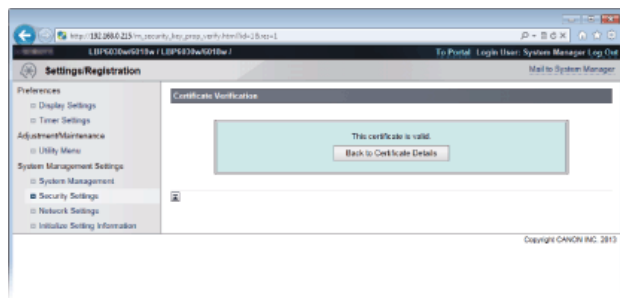 http://192.168.0.215/m_security_key_prop_verify.html?id=1&res=1
LBP6030w/6018w / LBP6030w/6018w /
To Portal Login User: System Manager Log Out
Settings/Registration
Mail to System Manager
Preferences
Display Settings
Timer Settings
Adjustment/Maintenance
Utility Menu
System Management Settings
System Management
Security Settings
Network Settings
Initialize Setting Information
Certificate Verification
This certificate is valid.
Back to Certificate Details
Copyright CANON INC. 2013